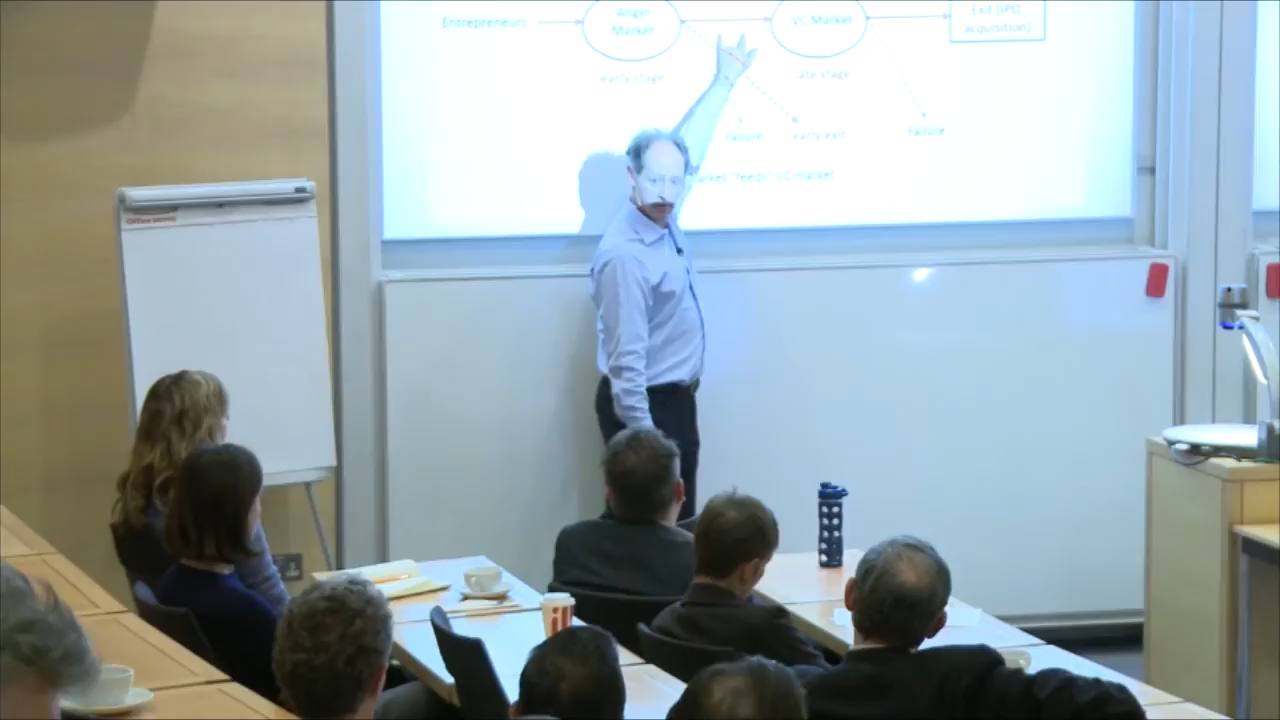 Entrepreneurs
Angel
Market
VC Market
Exit (IPO,
acquisition)
early stage
late stage
Failure
early exit
Failure
market "feeds" VC market